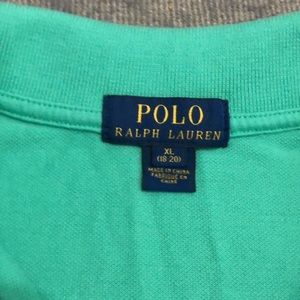 POLO
RALPH LAUREN
XL
(18-20)
MADE IN CHINA
FABRIQUÉ EN
CHINE